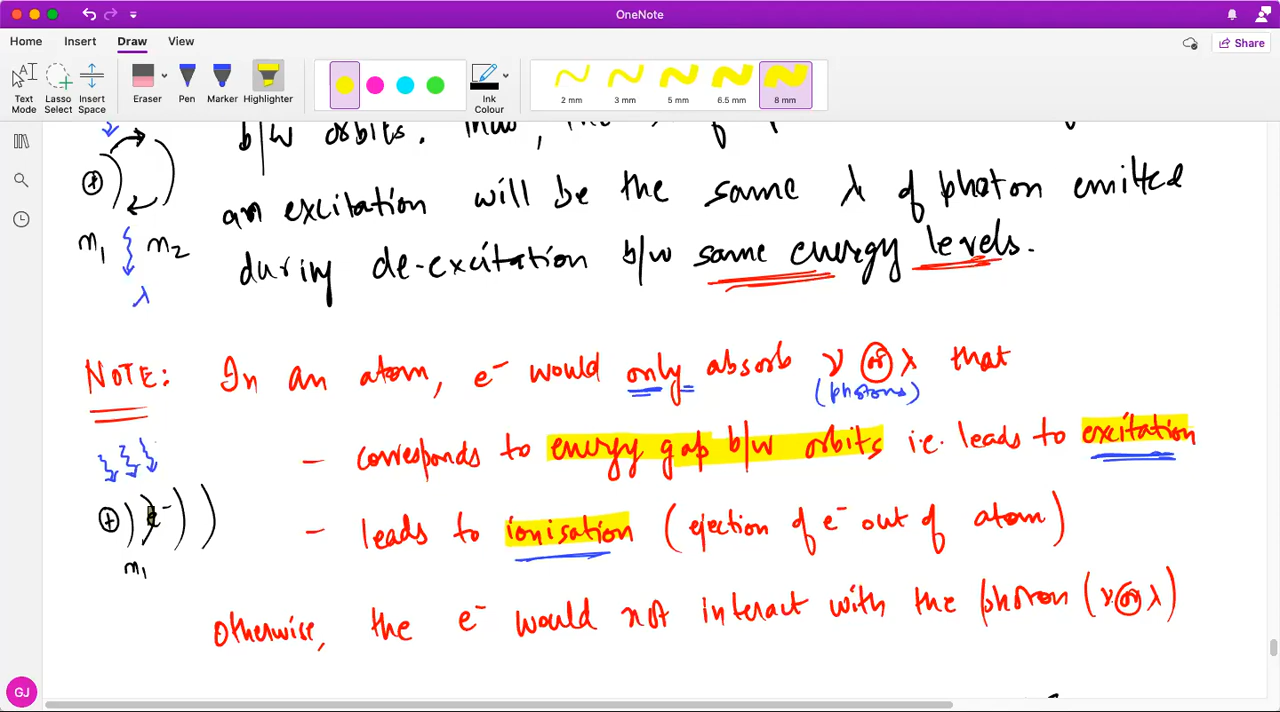 OneNote
Home Insert Draw View
Share
Text Mode
Lasso Select
Insert Space
Eraser
Pen
Marker
Highlighter
Ink Colour
2 mm
3 mm
5 mm
6.5 mm
8 mm
b/w orbits. of
an excitation will be the same λ of photon emitted
n1 n2
during de-excitation b/w same energy levels.
λ
NOTE: In an atom, e⁻ would only absorb ν or λ that
(photons)
– corresponds to energy gap b/w orbits i.e. leads to excitation
+ e⁻
– leads to ionisation (ejection of e⁻ out of atom)
n1
otherwise, the e⁻ would not interact with the photon (ν or λ)
GJ